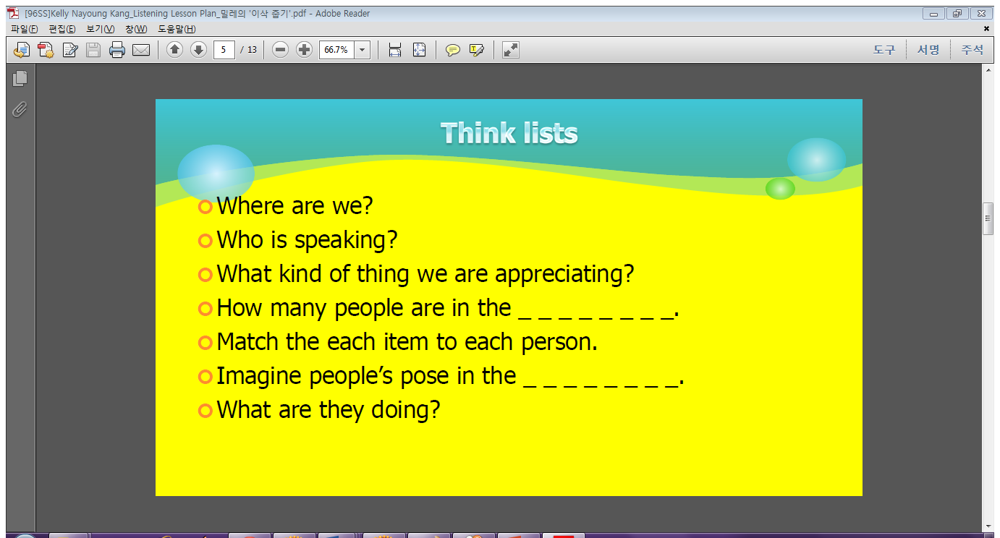 [96SS]Kelly Nayoung Kang_Listening Lesson Plan_밀레의 '이삭 줍기'.pdf - Adobe Reader
파일(F) 편집(E) 보기(V) 창(W) 도움말(H)
5 / 13 66.7% 도구 서명 주석
Think lists
Where are we?
Who is speaking?
What kind of thing we are appreciating?
How many people are in the _ _ _ _ _ _ _ _.
Match the each item to each person.
Imagine people's pose in the _ _ _ _ _ _ _ _.
What are they doing?